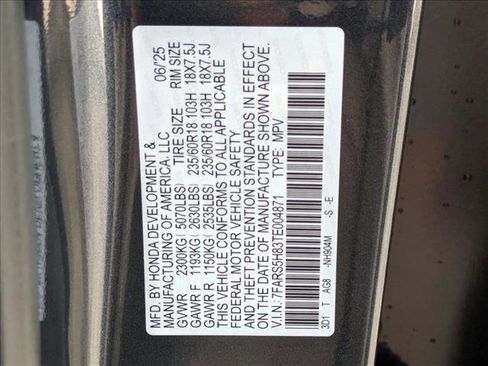 MFD. BY HONDA DEVELOPMENT &
MANUFACTURING OF AMERICA, LLC 06/25
TIRE SIZE RIM SIZE
GVWR 2300KG( 5070LBS)
GAWR F 1193KG( 2630LBS) 235/60R18 103H 18X7.5J
GAWR R 1150KG( 2535LBS) 235/60R18 103H 18X7.5J
THIS VEHICLE CONFORMS TO ALL APPLICABLE
FEDERAL MOTOR VEHICLE SAFETY
AND THEFT PREVENTION STANDARDS IN EFFECT
ON THE DATE OF MANUFACTURE SHOWN ABOVE.
V.I.N: 7FARS5H83TE004871 TYPE: MPV
3D1 T AG8 -NH904M -S -E